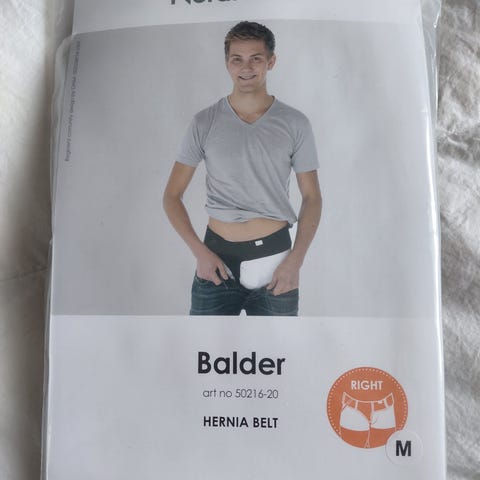 Balder
art no 50216-20
HERNIA BELT
RIGHT
M